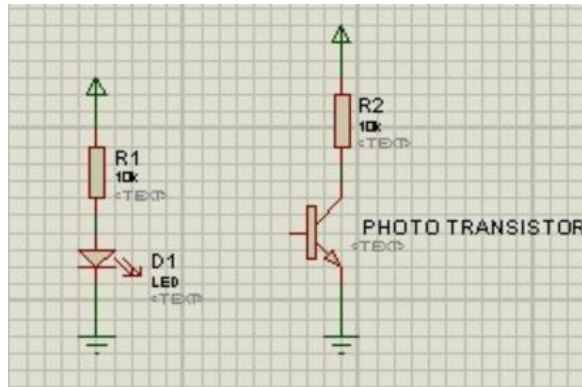 R1
10k
<TEXT>
D1
LED
<TEXT>
R2
10k
<TEXT>
PHOTO TRANSISTOR
<TEXT>